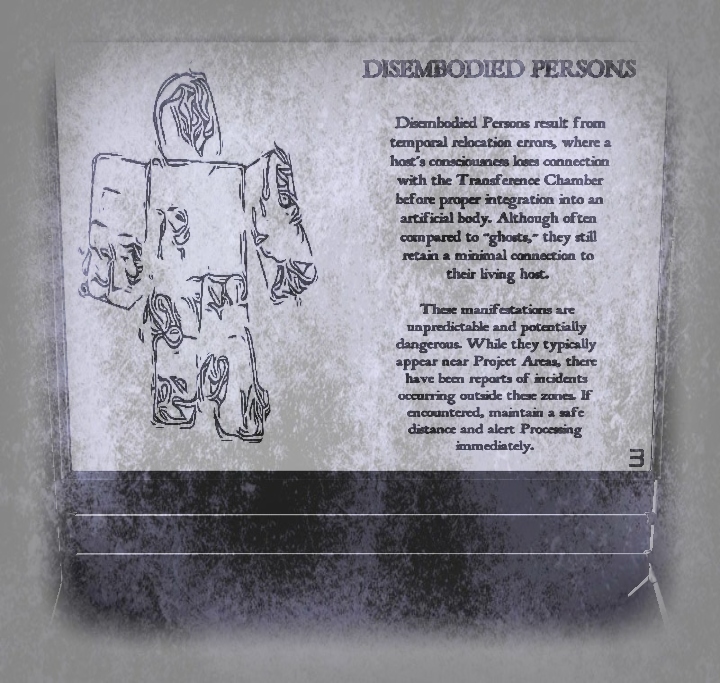 DISEMBODIED PERSONS
Disembodied Persons result from
temporal relocation errors, where a
host's consciousness loses connection
with the Transference Chamber
before proper integration into an
artificial body. Although often
compared to "ghosts," they still
retain a minimal connection to
their living host.
These manifestations are
unpredictable and potentially
dangerous. While they typically
appear near Project Areas, there
have been reports of incidents
occurring outside these zones. If
encountered, maintain a safe
distance and alert Processing
immediately.
3